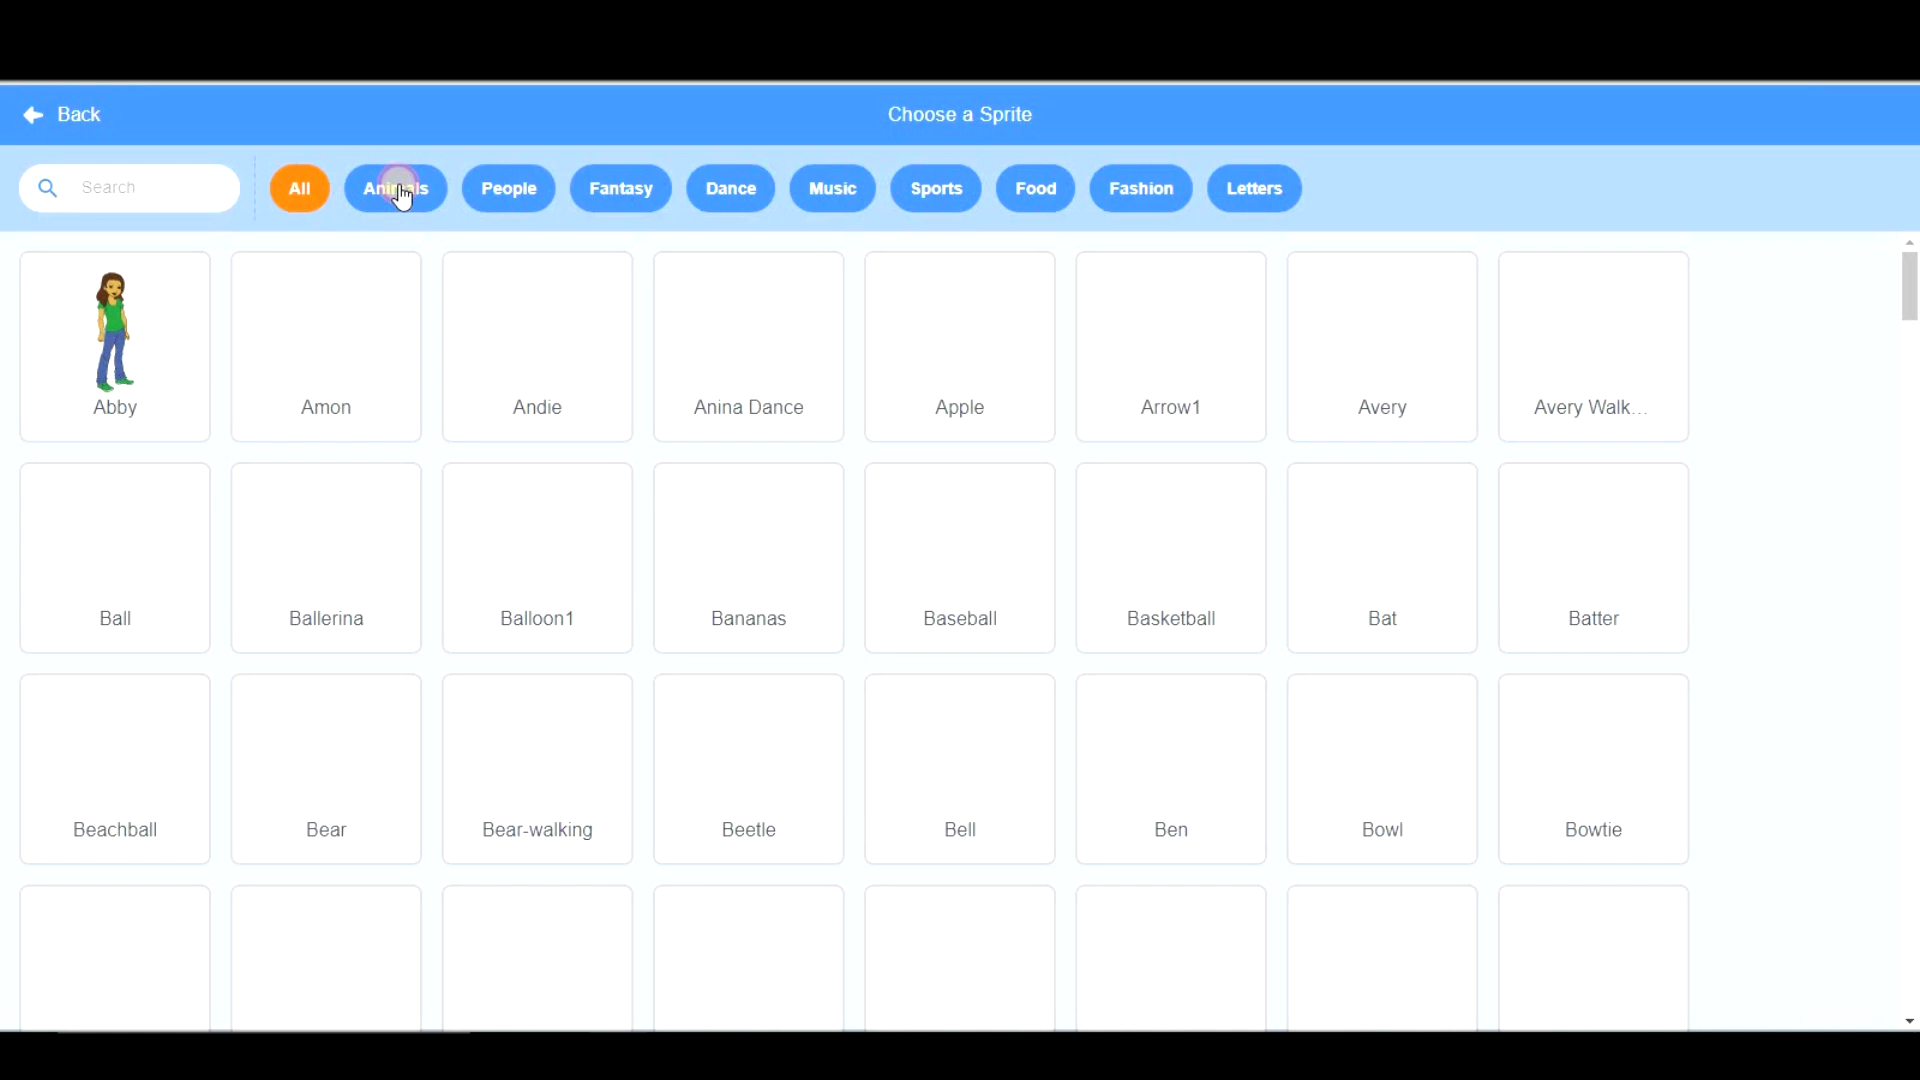 Back
Choose a Sprite
Search
All
Animals
People
Fantasy
Dance
Music
Sports
Food
Fashion
Letters
Abby
Amon
Andie
Anina Dance
Apple
Arrow1
Avery
Avery Walk...
Ball
Ballerina
Balloon1
Bananas
Baseball
Basketball
Bat
Batter
Beachball
Bear
Bear-walking
Beetle
Bell
Ben
Bowl
Bowtie